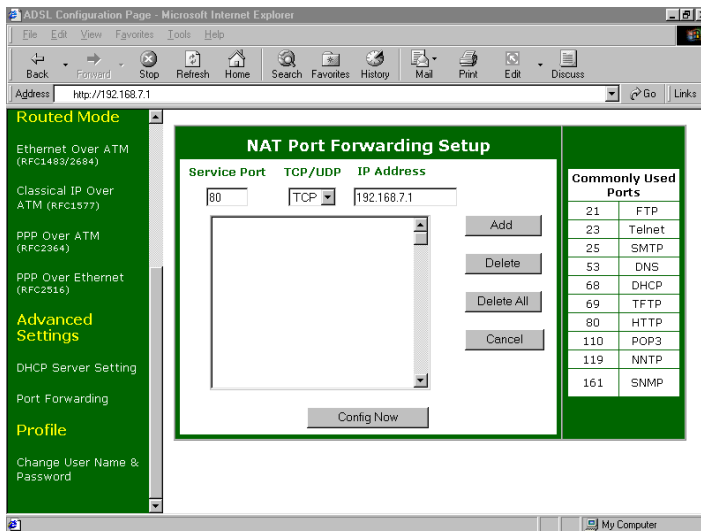 ADSL Configuration Page - Microsoft Internet Explorer
File Edit View Favorites Tools Help
Back Forward Stop Refresh Home Search Favorites History Mail Print Edit Discuss
Address http://192.168.7.1 Go Links
Routed Mode
Ethernet Over ATM
(RFC1483/2684)
Classical IP Over
ATM (RFC1577)
PPP Over ATM
(RFC2364)
PPP Over Ethernet
(RFC2516)
Advanced
Settings
DHCP Server Setting
Port Forwarding
Profile
Change User Name &
Password
NAT Port Forwarding Setup
Service Port TCP/UDP IP Address
80 TCP 192.168.7.1
Add
Delete
Delete All
Cancel
Config Now
Commonly Used
Ports
21 FTP
23 Telnet
25 SMTP
53 DNS
68 DHCP
69 TFTP
80 HTTP
110 POP3
119 NNTP
161 SNMP
My Computer